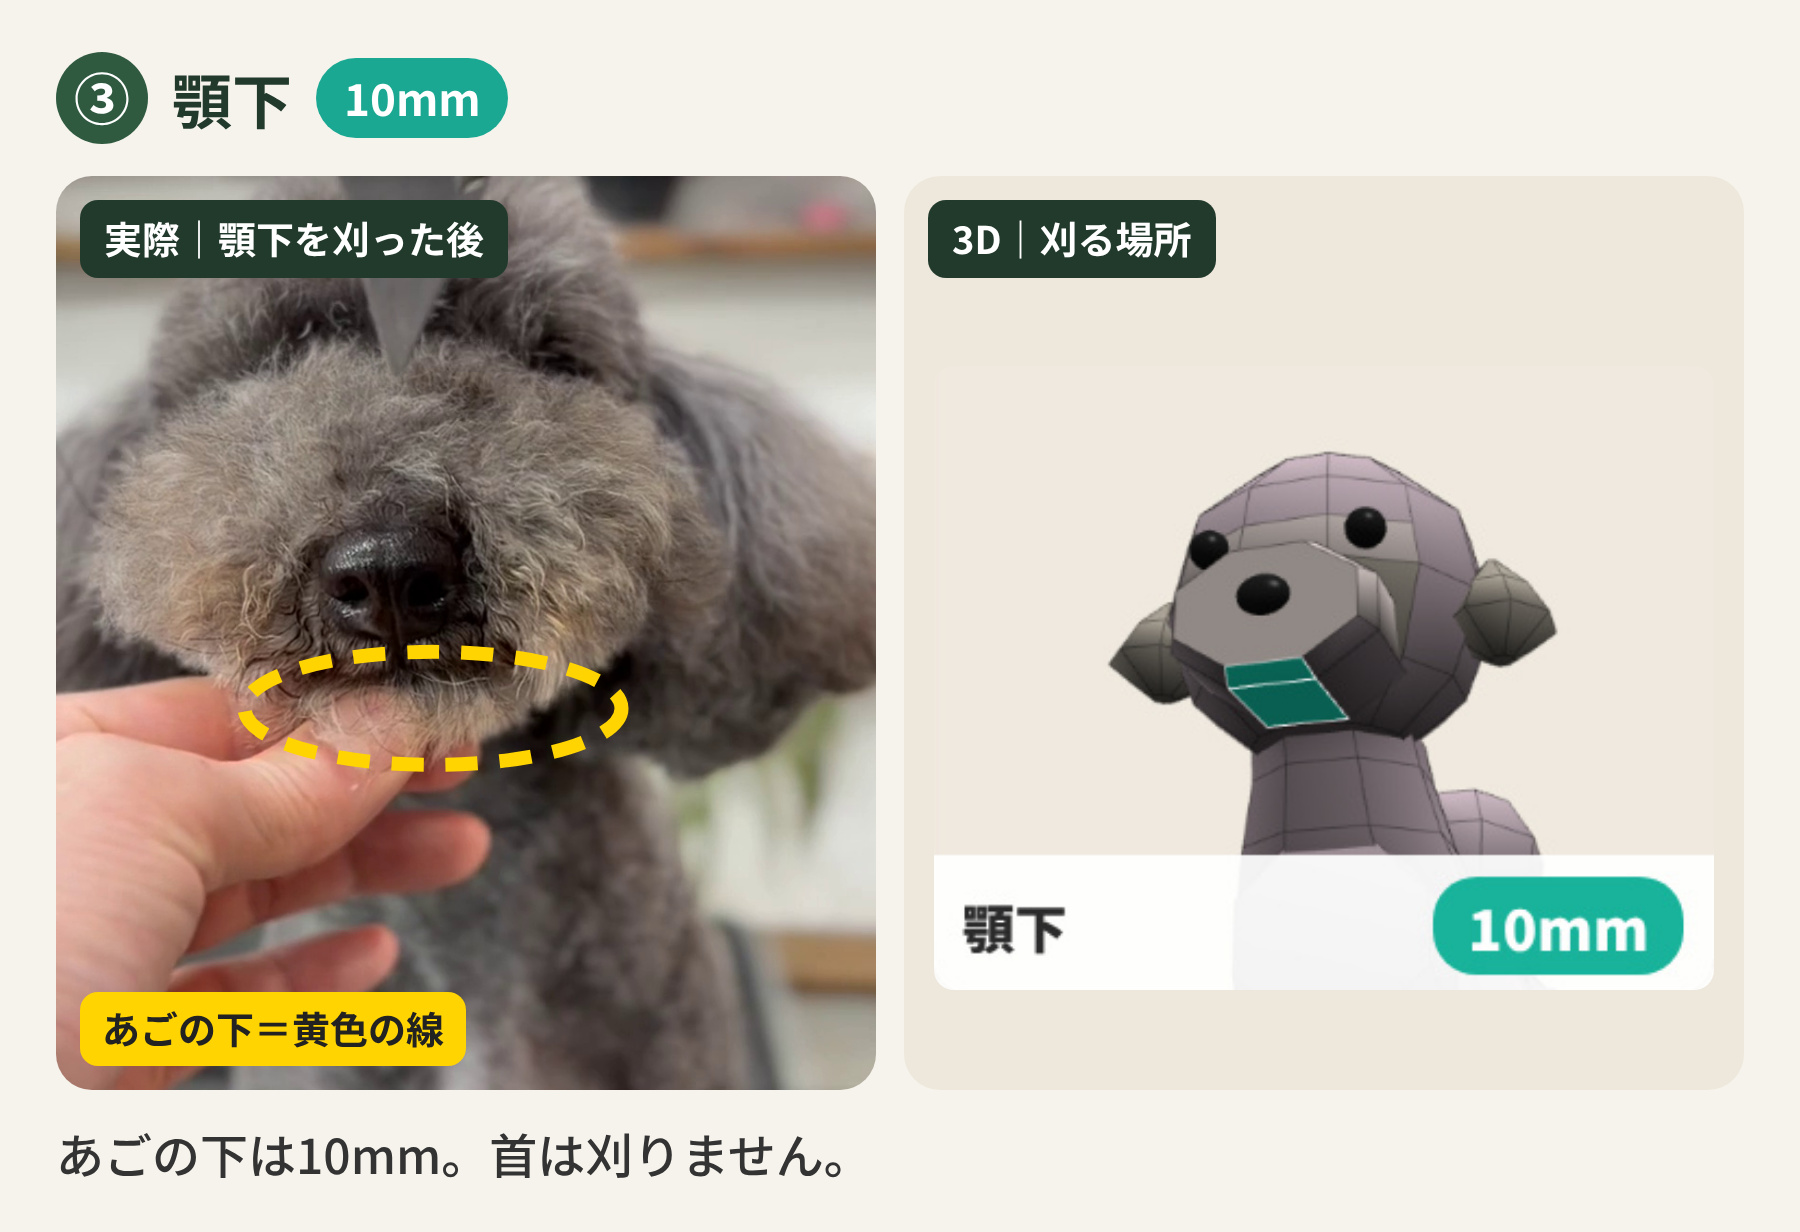 ③ 顎下 10mm
実際｜顎下を刈った後
3D｜刈る場所
顎下 10mm
あごの下＝黄色の線
あごの下は10mm。首は刈りません。